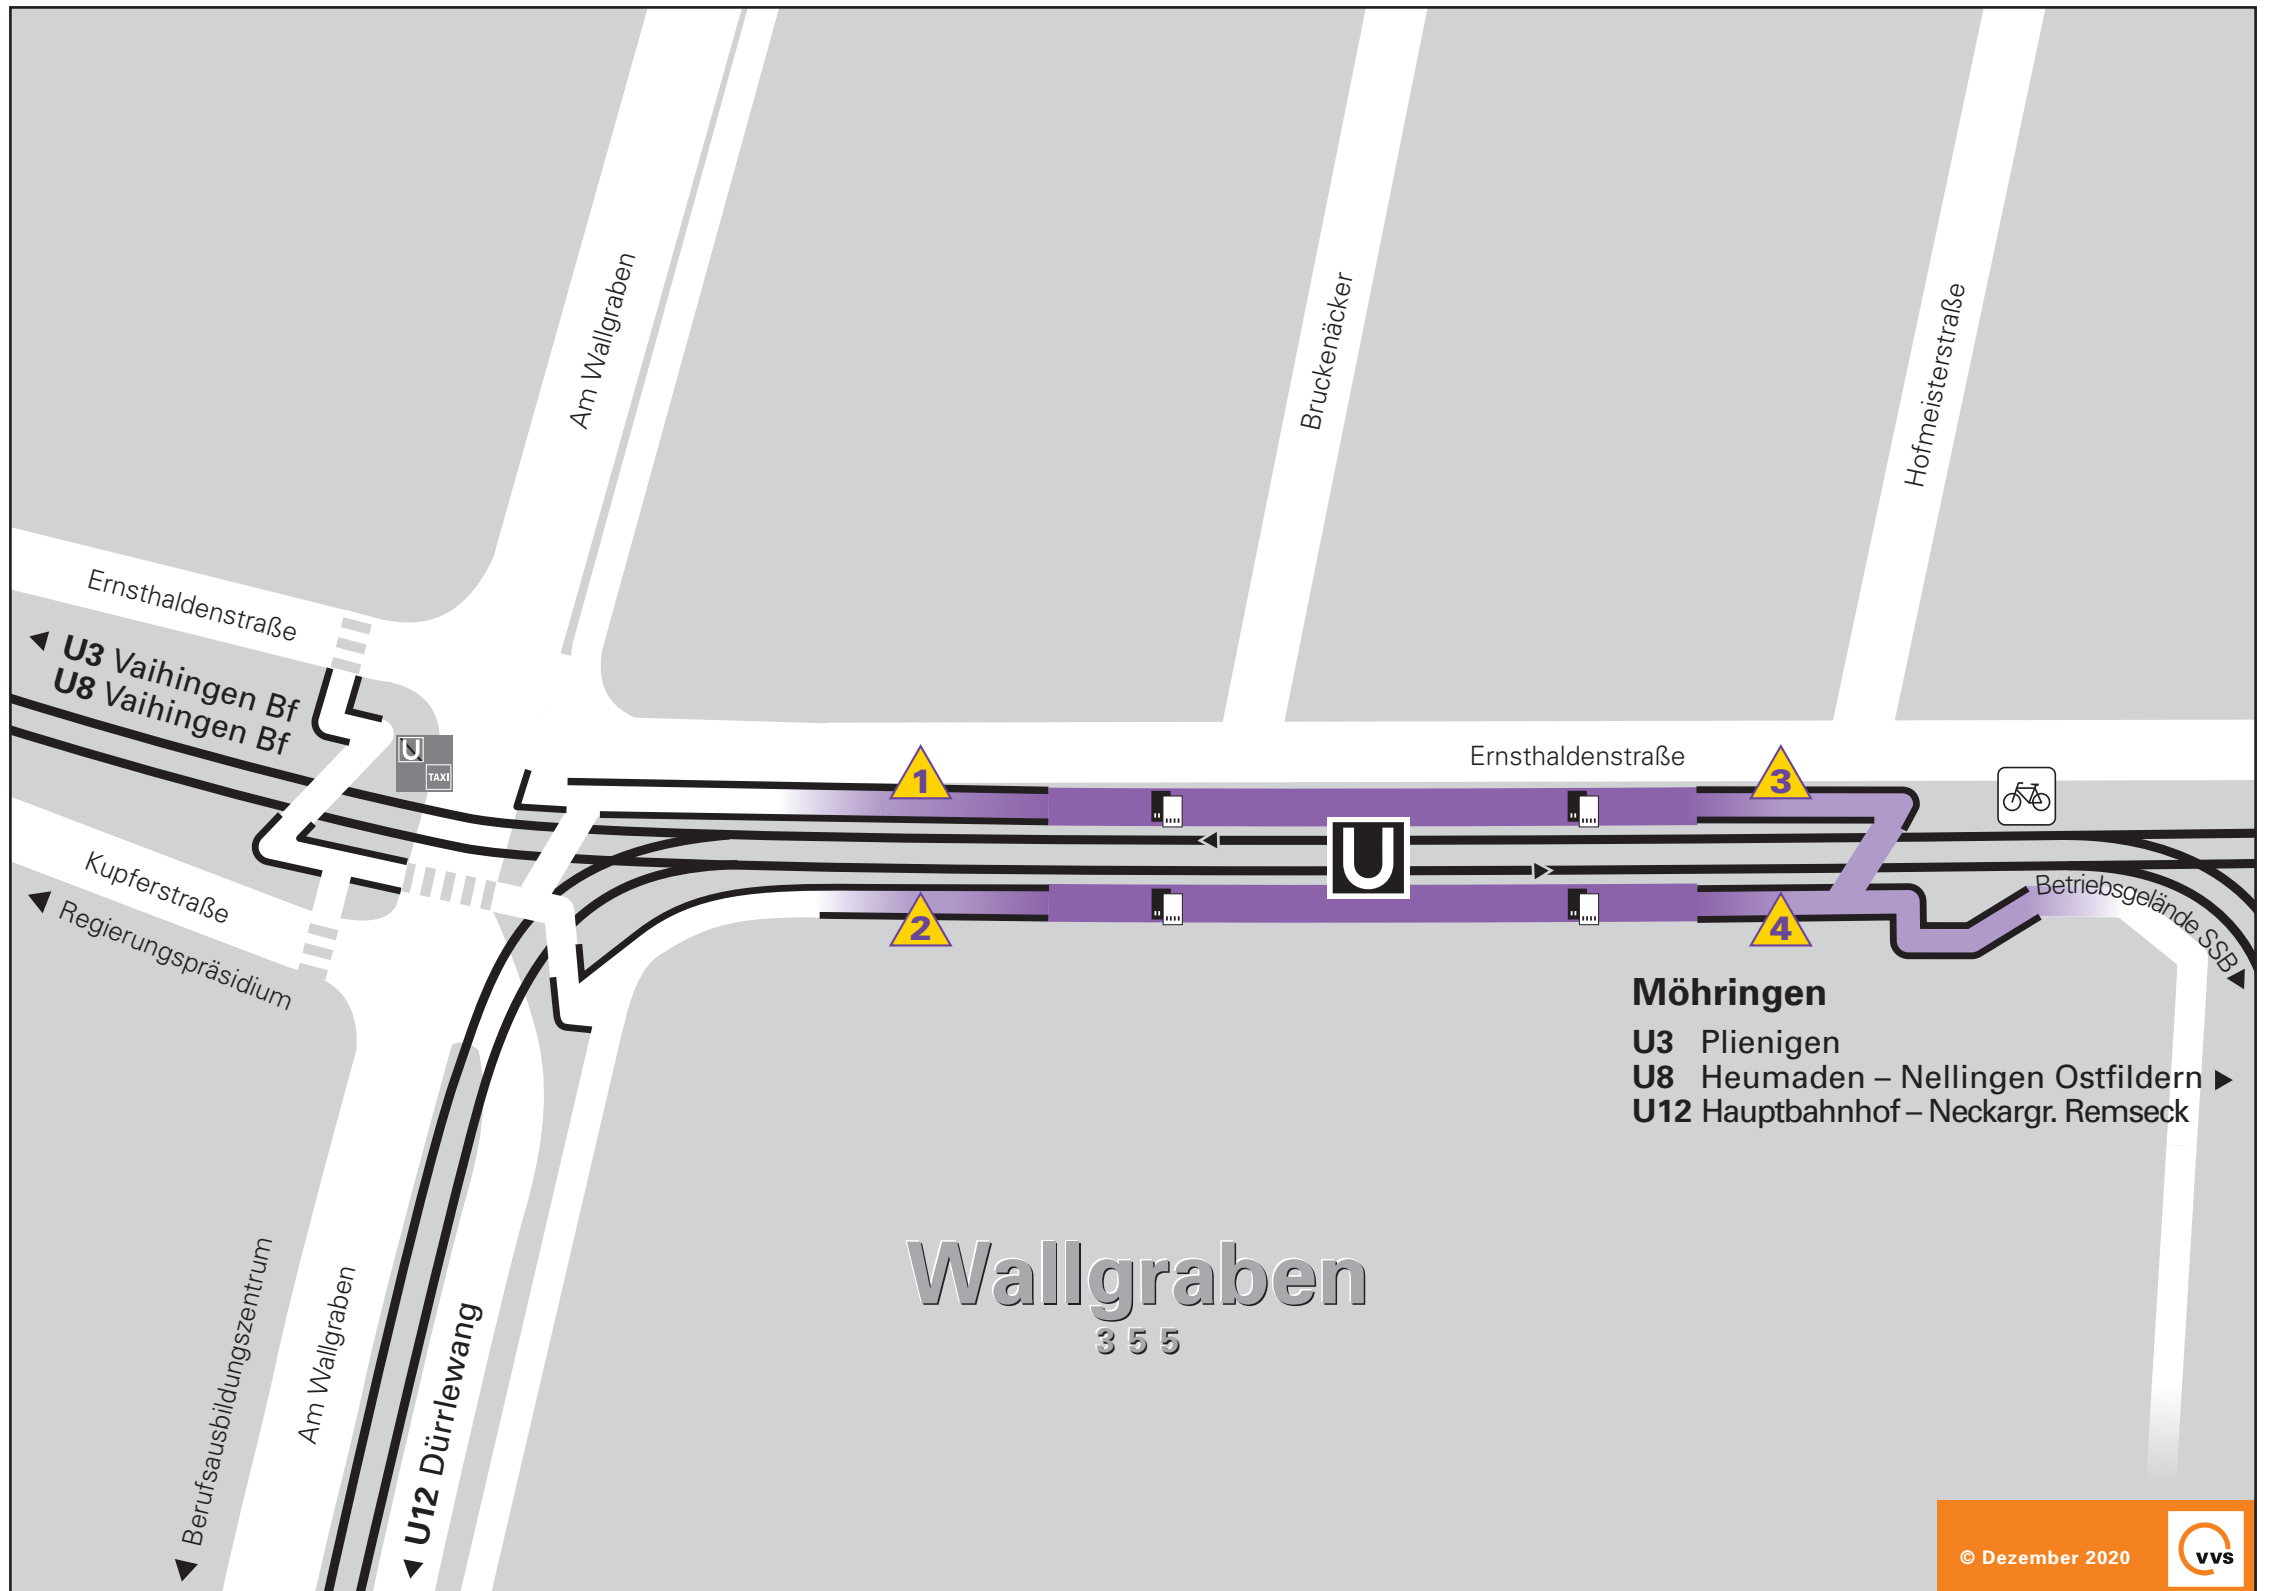 Am Wallgraben
Bruckenäcker
Hofmeisterstraße
Ernsthaldenstraße
U3 Vaihingen Bf
U8 Vaihingen Bf
U
TAXI
Ernsthaldenstraße
1
3
U
2
4
Kupferstraße
Regierungspräsidium
Betriebsgelände SSB
Möhringen
U3 Plienigen
U8 Heumaden – Nellingen Ostfildern
U12 Hauptbahnhof – Neckargr. Remseck
Wallgraben
355
Berufsausbildungszentrum
Am Wallgraben
U12 Dürrlewang
© Dezember 2020
VVS